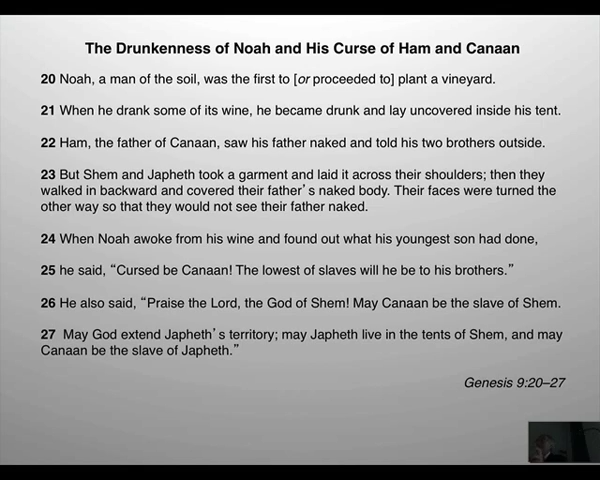 The Drunkenness of Noah and His Curse of Ham and Canaan
20 Noah, a man of the soil, was the first to [or proceeded to] plant a vineyard.
21 When he drank some of its wine, he became drunk and lay uncovered inside his tent.
22 Ham, the father of Canaan, saw his father naked and told his two brothers outside.
23 But Shem and Japheth took a garment and laid it across their shoulders; then they
walked in backward and covered their father's naked body. Their faces were turned the
other way so that they would not see their father naked.
24 When Noah awoke from his wine and found out what his youngest son had done,
25 he said, “Cursed be Canaan! The lowest of slaves will he be to his brothers.”
26 He also said, “Praise the Lord, the God of Shem! May Canaan be the slave of Shem.
27 May God extend Japheth's territory; may Japheth live in the tents of Shem, and may
Canaan be the slave of Japheth.”
Genesis 9:20–27